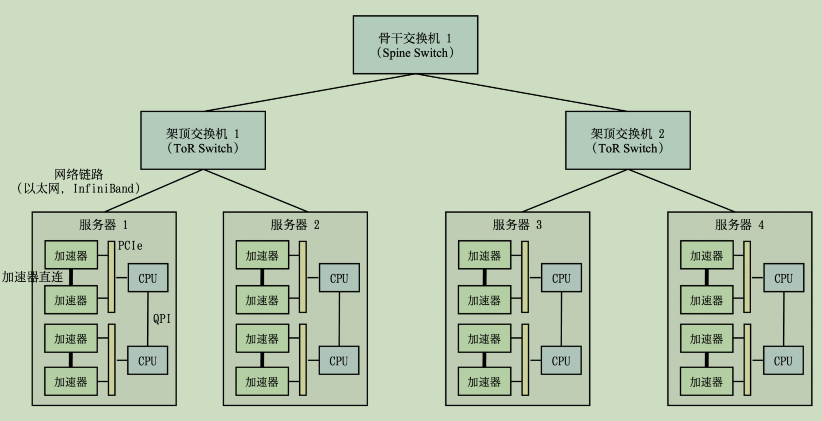 骨干交换机 1
（Spine Switch）
架顶交换机 1
（ToR Switch）
架顶交换机 2
（ToR Switch）
网络链路
（以太网, InfiniBand）
服务器 1
加速器
PCIe
加速器直连
CPU
加速器
QPI
加速器
CPU
加速器
服务器 2
加速器
CPU
加速器
加速器
CPU
加速器
服务器 3
加速器
CPU
加速器
加速器
CPU
加速器
服务器 4
加速器
CPU
加速器
加速器
CPU
加速器